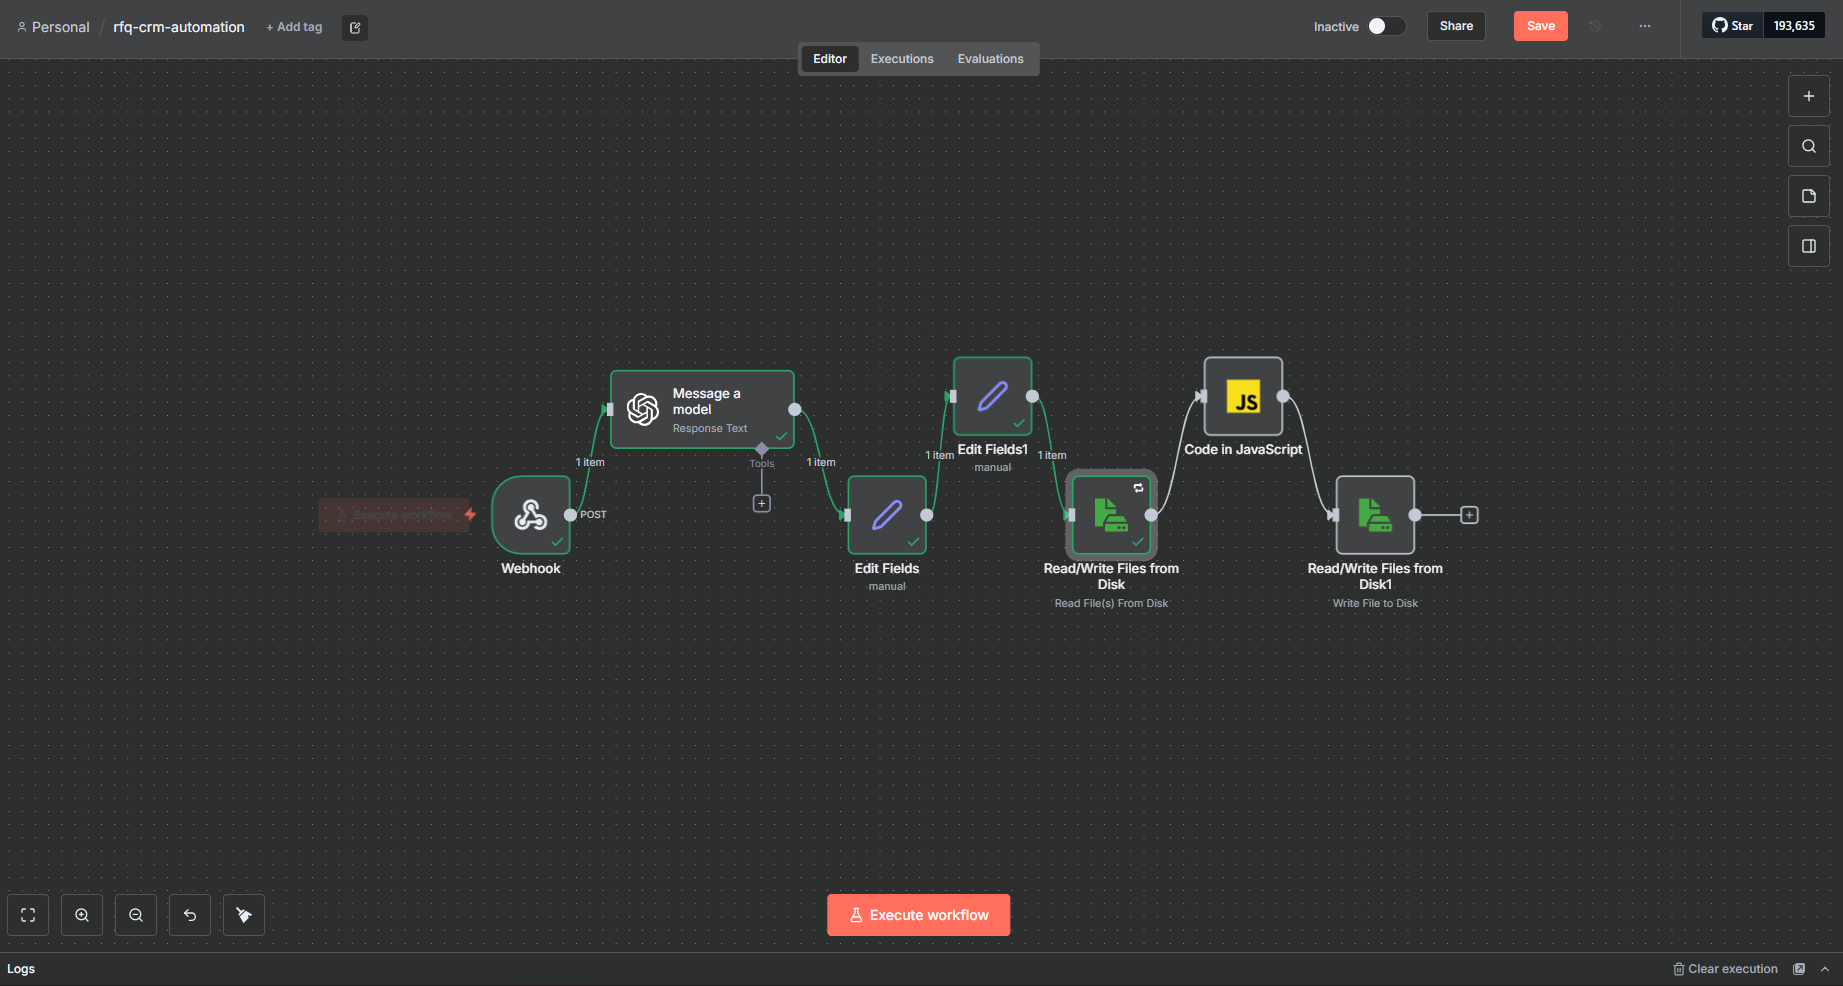 Personal / rfq-crm-automation + Add tag
Inactive Share Save ... Star 193,635
Editor Executions Evaluations
Message a
model
Response Text
Tools
1 item
Execute workflow
POST
Webhook
1 item
Edit Fields
manual
1 item
Edit Fields1
manual
1 item
Read/Write Files from
Disk
Read File(s) From Disk
JS
Code in JavaScript
Read/Write Files from
Disk1
Write File to Disk
Execute workflow
Logs
Clear execution